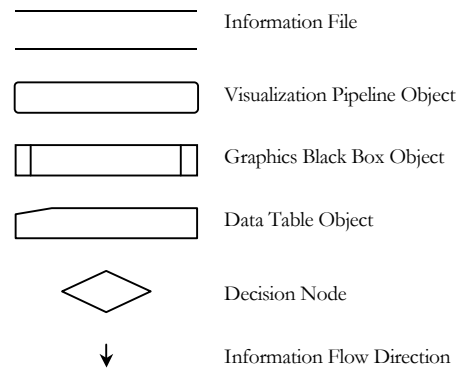 Information File
Visualization Pipeline Object
Graphics Black Box Object
Data Table Object
Decision Node
Information Flow Direction